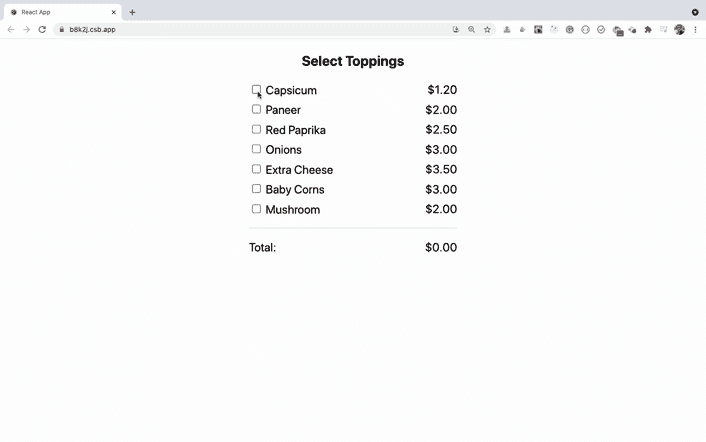 React App
b8k2j.csb.app
Select Toppings
Capsicum $1.20
Paneer $2.00
Red Paprika $2.50
Onions $3.00
Extra Cheese $3.50
Baby Corns $3.00
Mushroom $2.00
Total: $0.00